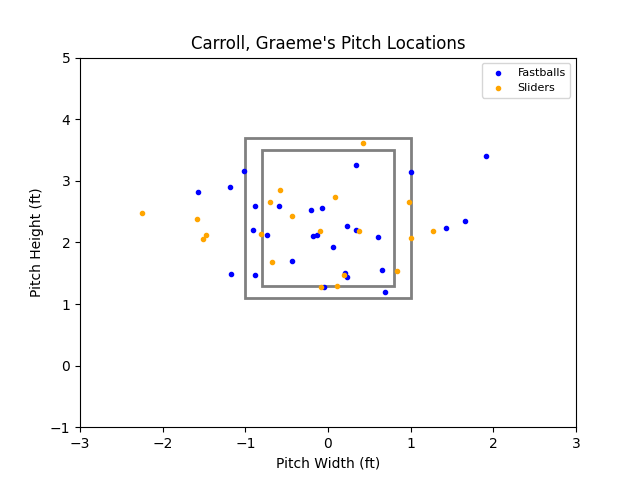 Carroll, Graeme's Pitch Locations
Fastballs
Sliders
5
4
3
2
1
0
−1
Pitch Height (ft)
−3
−2
−1
0
1
2
3
Pitch Width (ft)